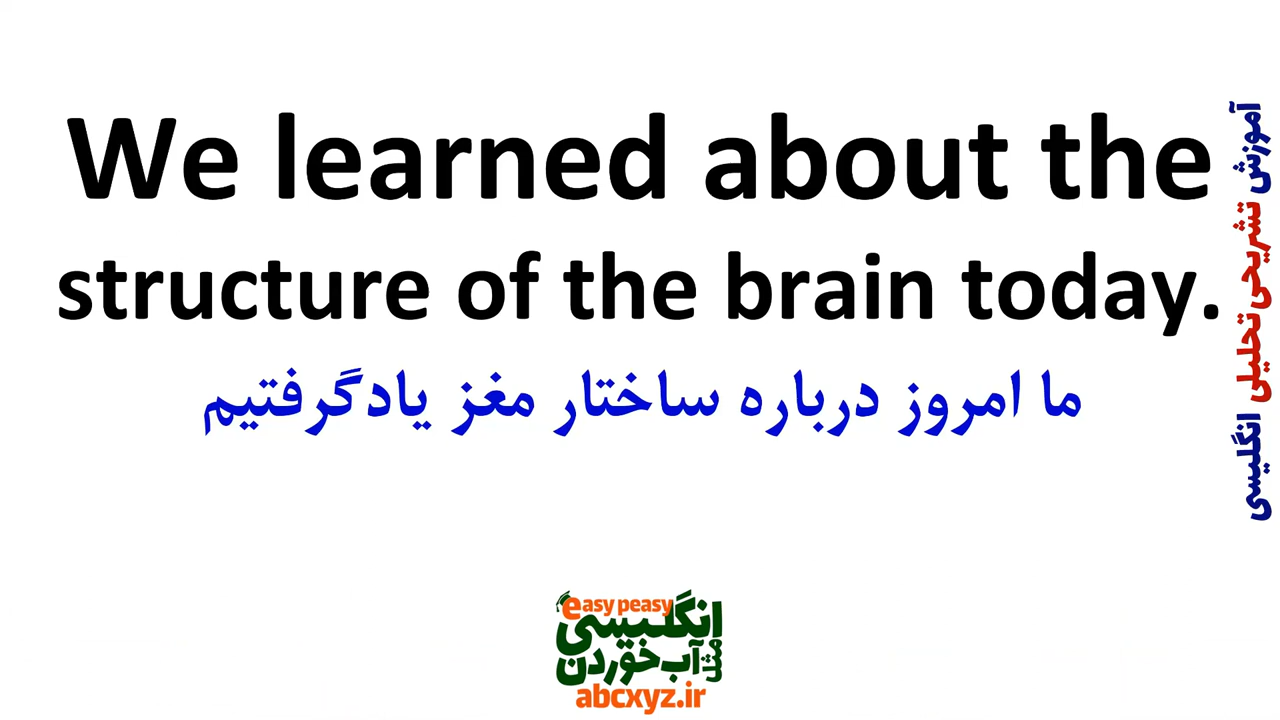 We learned about the
structure of the brain today.
ما امروز درباره ساختار مغز یادگرفتیم
آموزش تشریحی تحلیلی انگلیسی
easy peasy
انگلیسی
مثل آب خوردن
abcxyz.ir